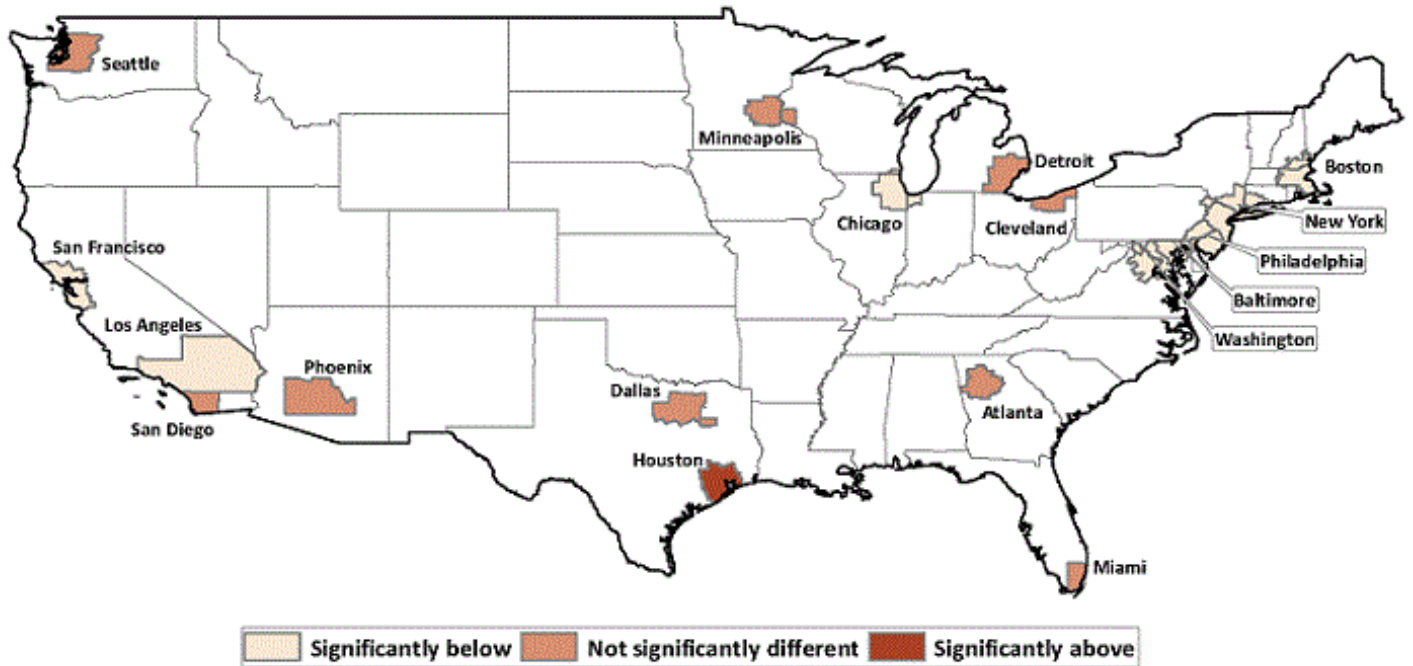 Seattle
Minneapolis
Detroit
Boston
Chicago
Cleveland
New York
San Francisco
Philadelphia
Baltimore
Los Angeles
Washington
Phoenix
Dallas
Atlanta
San Diego
Houston
Miami
Significantly below
Not significantly different
Significantly above